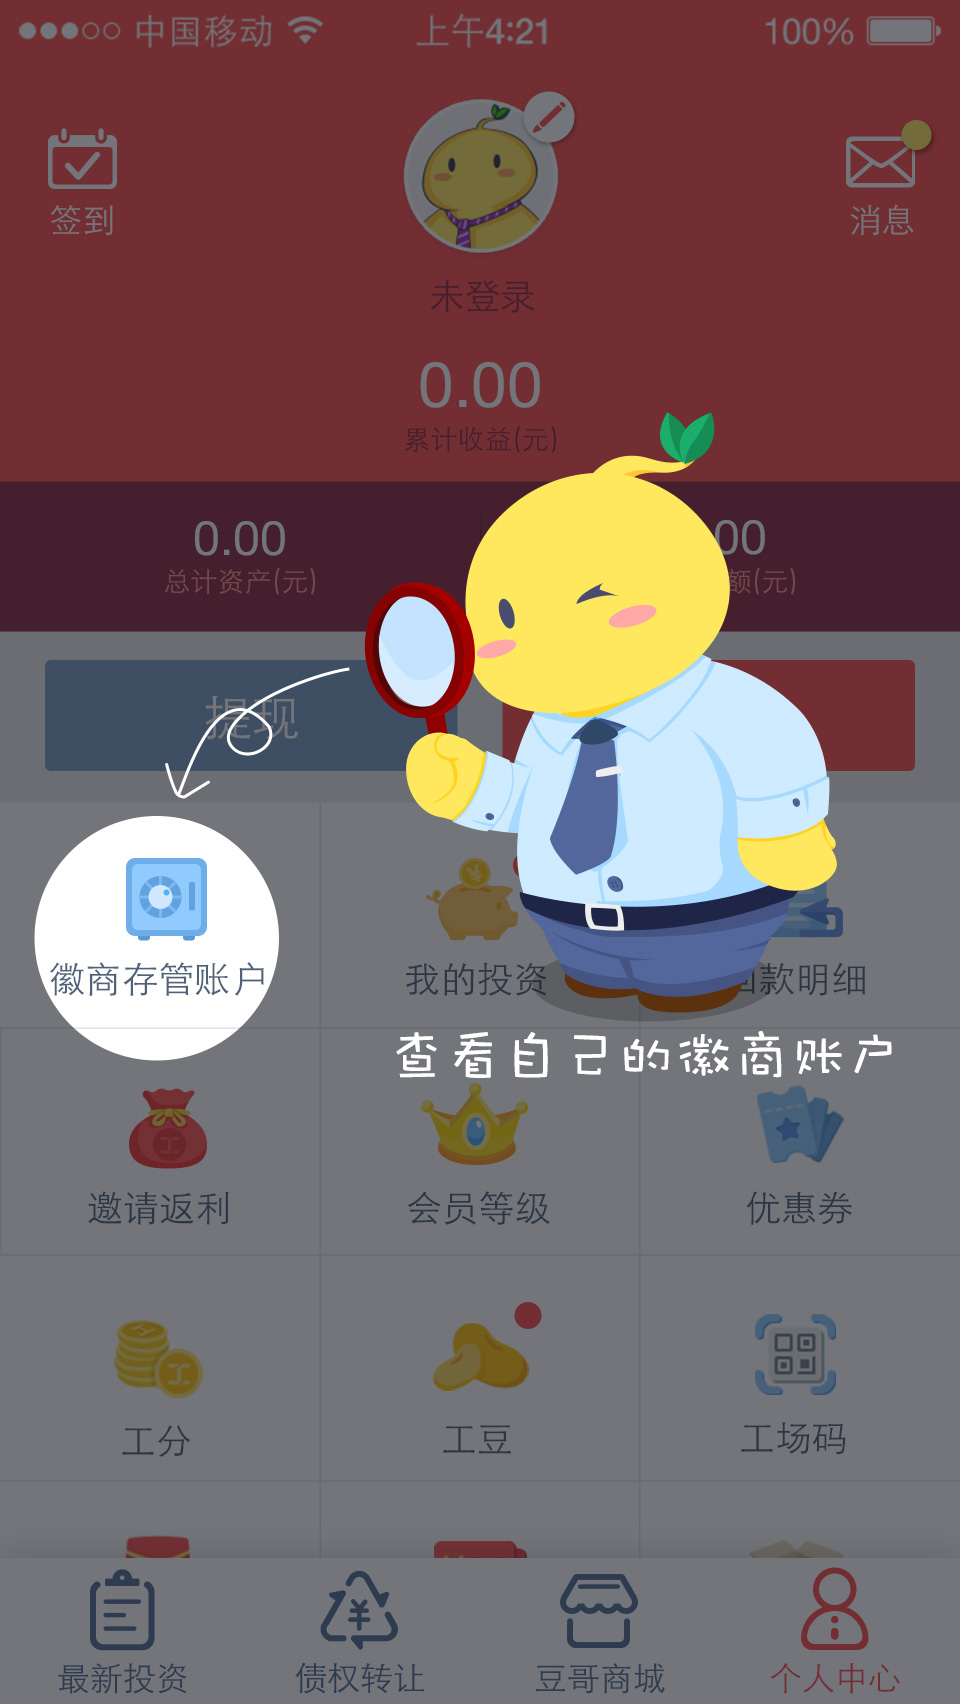 中国移动 上午4:21 100%
签到
消息
未登录
0.00
累计收益(元)
0.00
总计资产(元)
00
额(元)
提现
徽商存管账户
我的投资
款明细
查看自己的徽商账户
邀请返利
会员等级
优惠券
工分
工豆
工场码
最新投资
债权转让
豆哥商城
个人中心